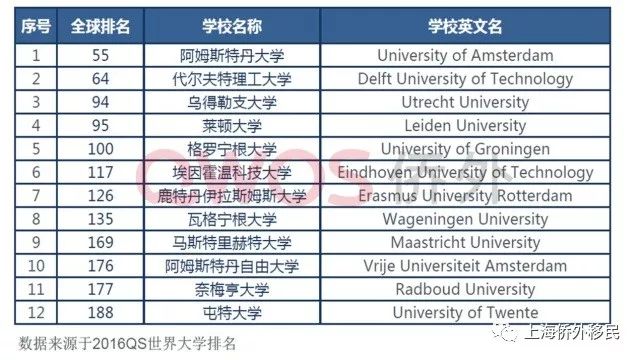 序号 全球排名 学校名称 学校英文名
1 55 阿姆斯特丹大学 University of Amsterdam
2 64 代尔夫特理工大学 Delft University of Technology
3 94 乌得勒支大学 Utrecht University
4 95 莱顿大学 Leiden University
5 100 格罗宁根大学 University of Groningen
6 117 埃因霍温科技大学 Eindhoven University of Technology
7 126 鹿特丹伊拉斯姆斯大学 Erasmus University Rotterdam
8 135 瓦格宁根大学 Wageningen University
9 169 马斯特里赫特大学 Maastricht University
10 176 阿姆斯特丹自由大学 Vrije Universiteit Amsterdam
11 177 奈梅亨大学 Radboud University
12 188 屯特大学 University of Twente
侨外
数据来源于2016QS世界大学排名
上海侨外移民